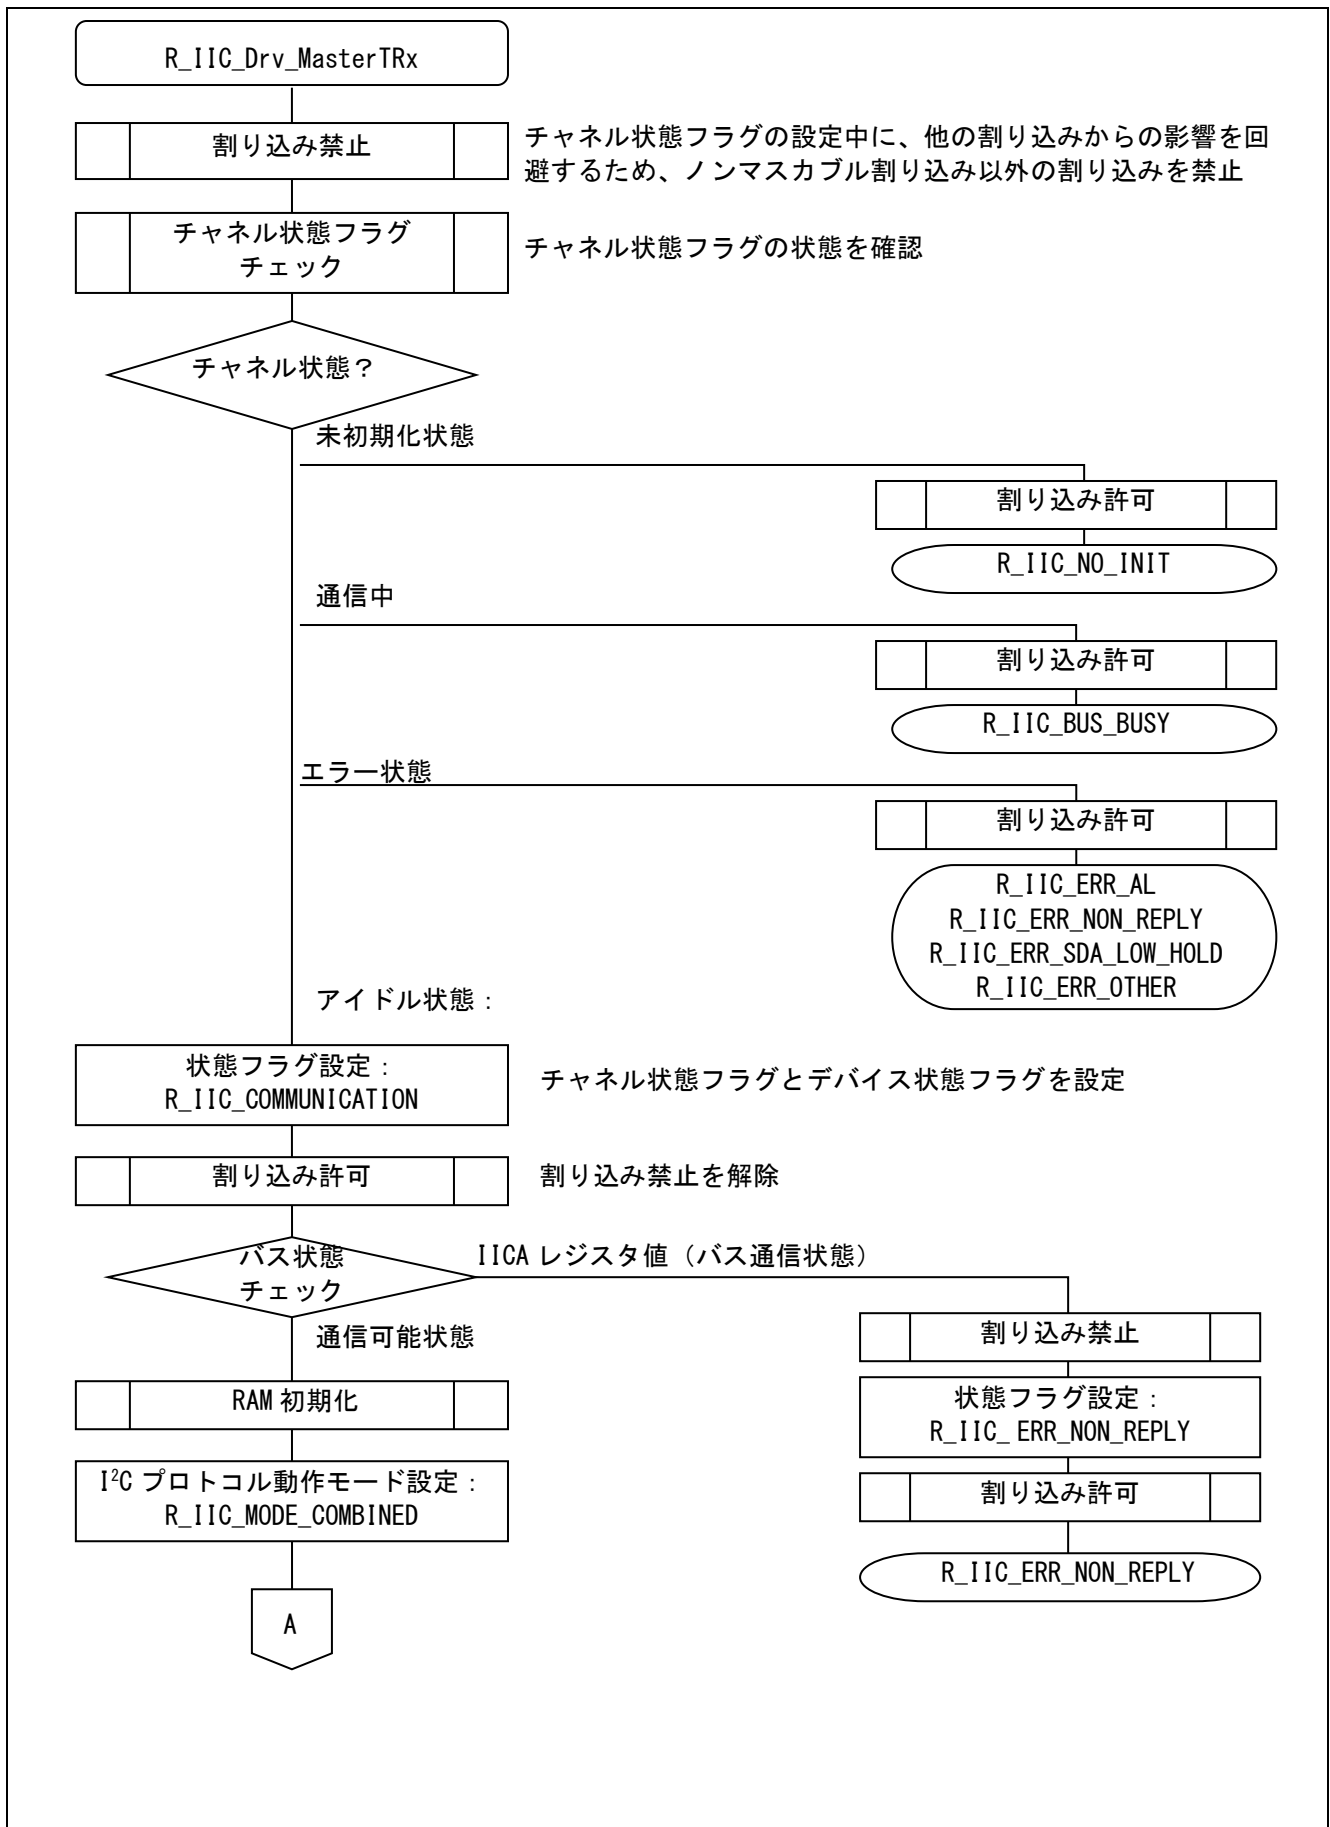 R_IIC_Drv_MasterTRx
割り込み禁止
チャネル状態フラグの設定中に、他の割り込みからの影響を回
避するため、ノンマスカブル割り込み以外の割り込みを禁止
チャネル状態フラグ
チェック
チャネル状態フラグの状態を確認
チャネル状態？
未初期化状態
割り込み許可
R_IIC_NO_INIT
通信中
割り込み許可
R_IIC_BUS_BUSY
エラー状態
割り込み許可
R_IIC_ERR_AL
R_IIC_ERR_NON_REPLY
R_IIC_ERR_SDA_LOW_HOLD
R_IIC_ERR_OTHER
アイドル状態：
状態フラグ設定：
R_IIC_COMMUNICATION
チャネル状態フラグとデバイス状態フラグを設定
割り込み許可
割り込み禁止を解除
バス状態
チェック
IICA レジスタ値（バス通信状態）
通信可能状態
割り込み禁止
状態フラグ設定：
R_IIC_ ERR_NON_REPLY
RAM 初期化
I²C プロトコル動作モード設定：
R_IIC_MODE_COMBINED
割り込み許可
R_IIC_ERR_NON_REPLY
A